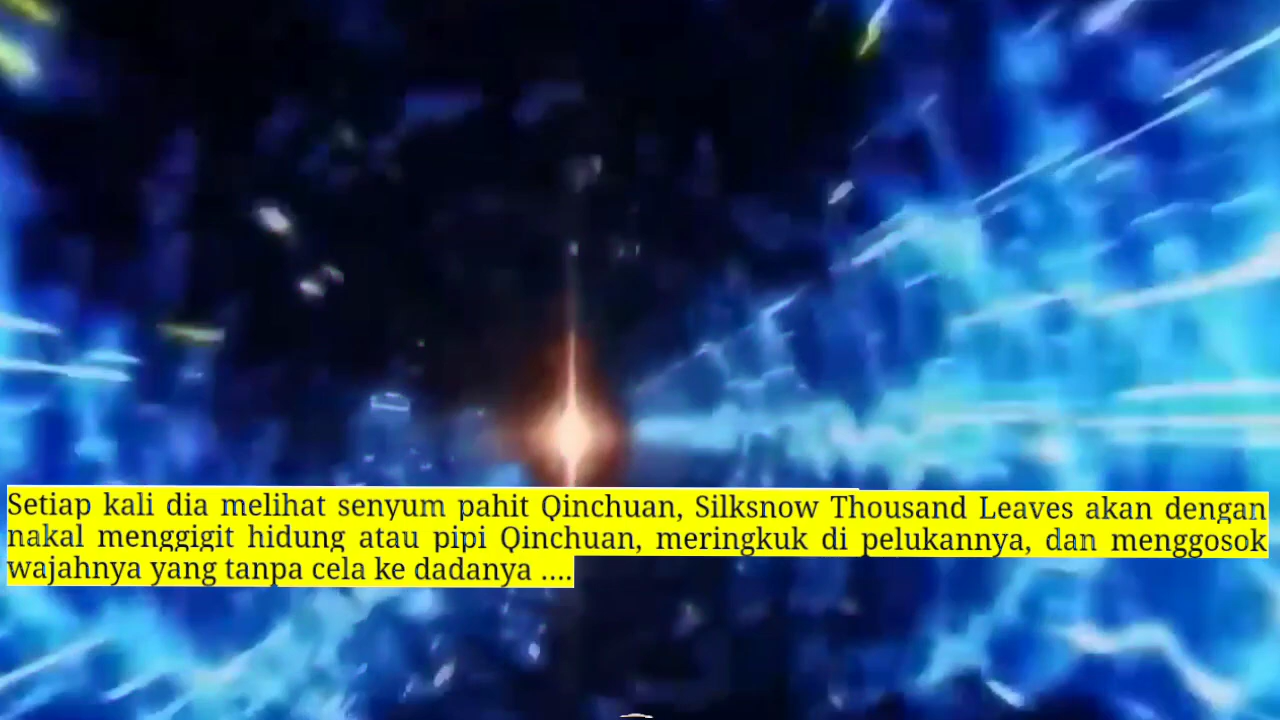 Setiap kali dia melihat senyum pahit Qinchuan, Silksnow Thousand Leaves akan dengan
nakal menggigit hidung atau pipi Qinchuan, meringkuk di pelukannya, dan menggosok
wajahnya yang tanpa cela ke dadanya ....